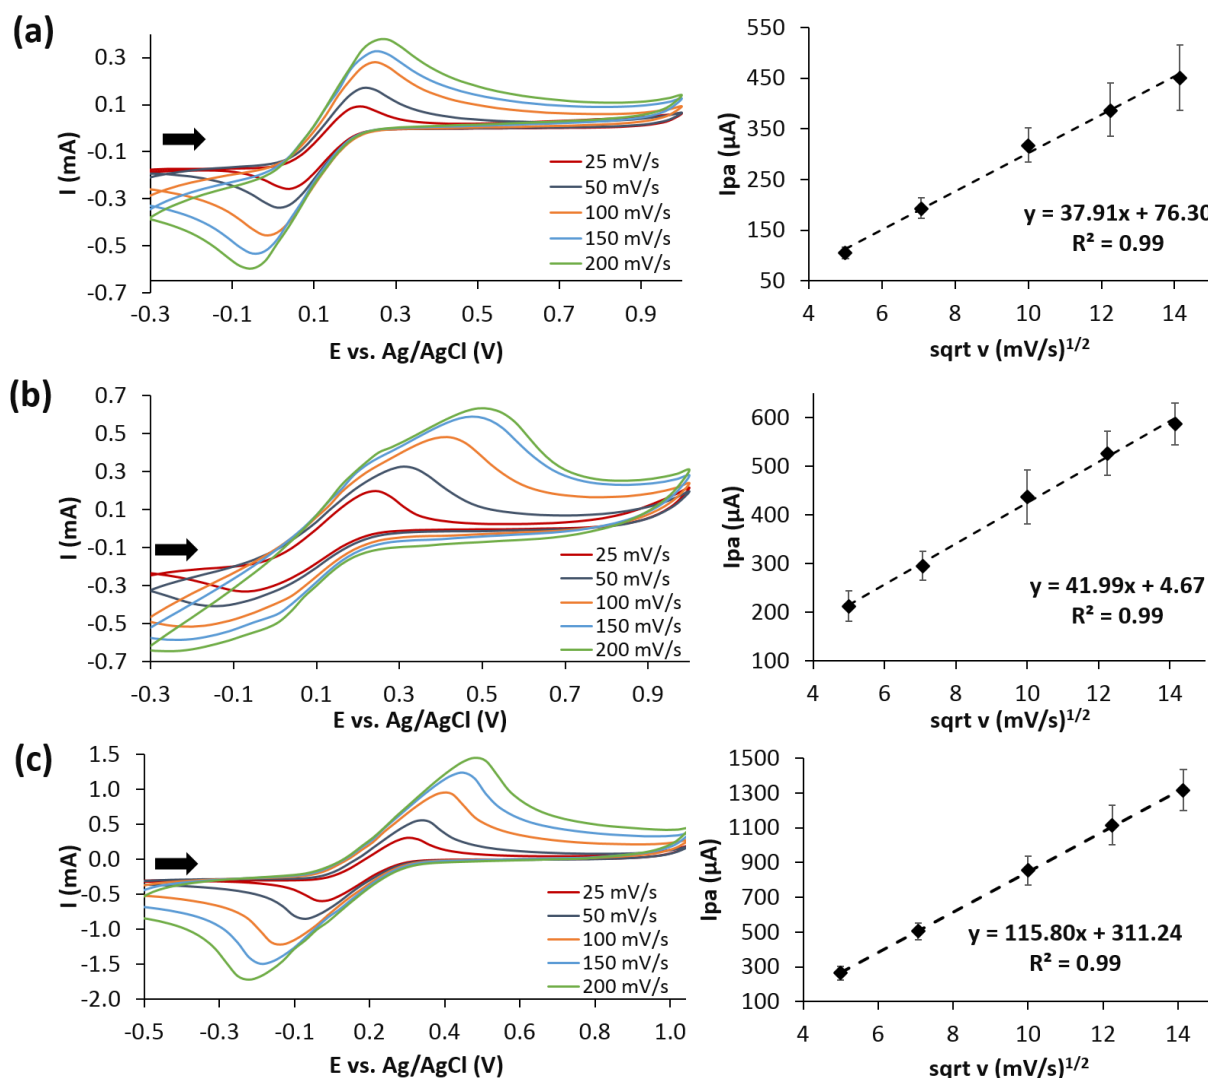 (a)
0.3
0.1
-0.1
-0.3
-0.5
-0.7
I (mA)
25 mV/s
50 mV/s
100 mV/s
150 mV/s
200 mV/s
-0.3
-0.1
0.1
0.3
0.5
0.7
0.9
E vs. Ag/AgCl (V)
550
450
350
250
150
50
Ipa (µA)
y = 37.91x + 76.30
R² = 0.99
4
6
8
10
12
14
sqrt v (mV/s)1/2
(b)
0.7
0.5
0.3
0.1
-0.1
-0.3
-0.5
-0.7
I (mA)
25 mV/s
50 mV/s
100 mV/s
150 mV/s
200 mV/s
-0.3
-0.1
0.1
0.3
0.5
0.7
0.9
E vs. Ag/AgCl (V)
600
500
400
300
200
100
Ipa (µA)
y = 41.99x + 4.67
R² = 0.99
4
6
8
10
12
14
sqrt v (mV/s)1/2
(c)
1.5
1.0
0.5
0.0
-0.5
-1.0
-1.5
-2.0
I (mA)
25 mV/s
50 mV/s
100 mV/s
150 mV/s
200 mV/s
-0.5
-0.3
-0.1
0.2
0.4
0.6
0.8
1.0
E vs. Ag/AgCl (V)
1500
1300
1100
900
700
500
300
100
Ipa (µA)
y = 115.80x + 311.24
R² = 0.99
4
6
8
10
12
14
sqrt v (mV/s)1/2